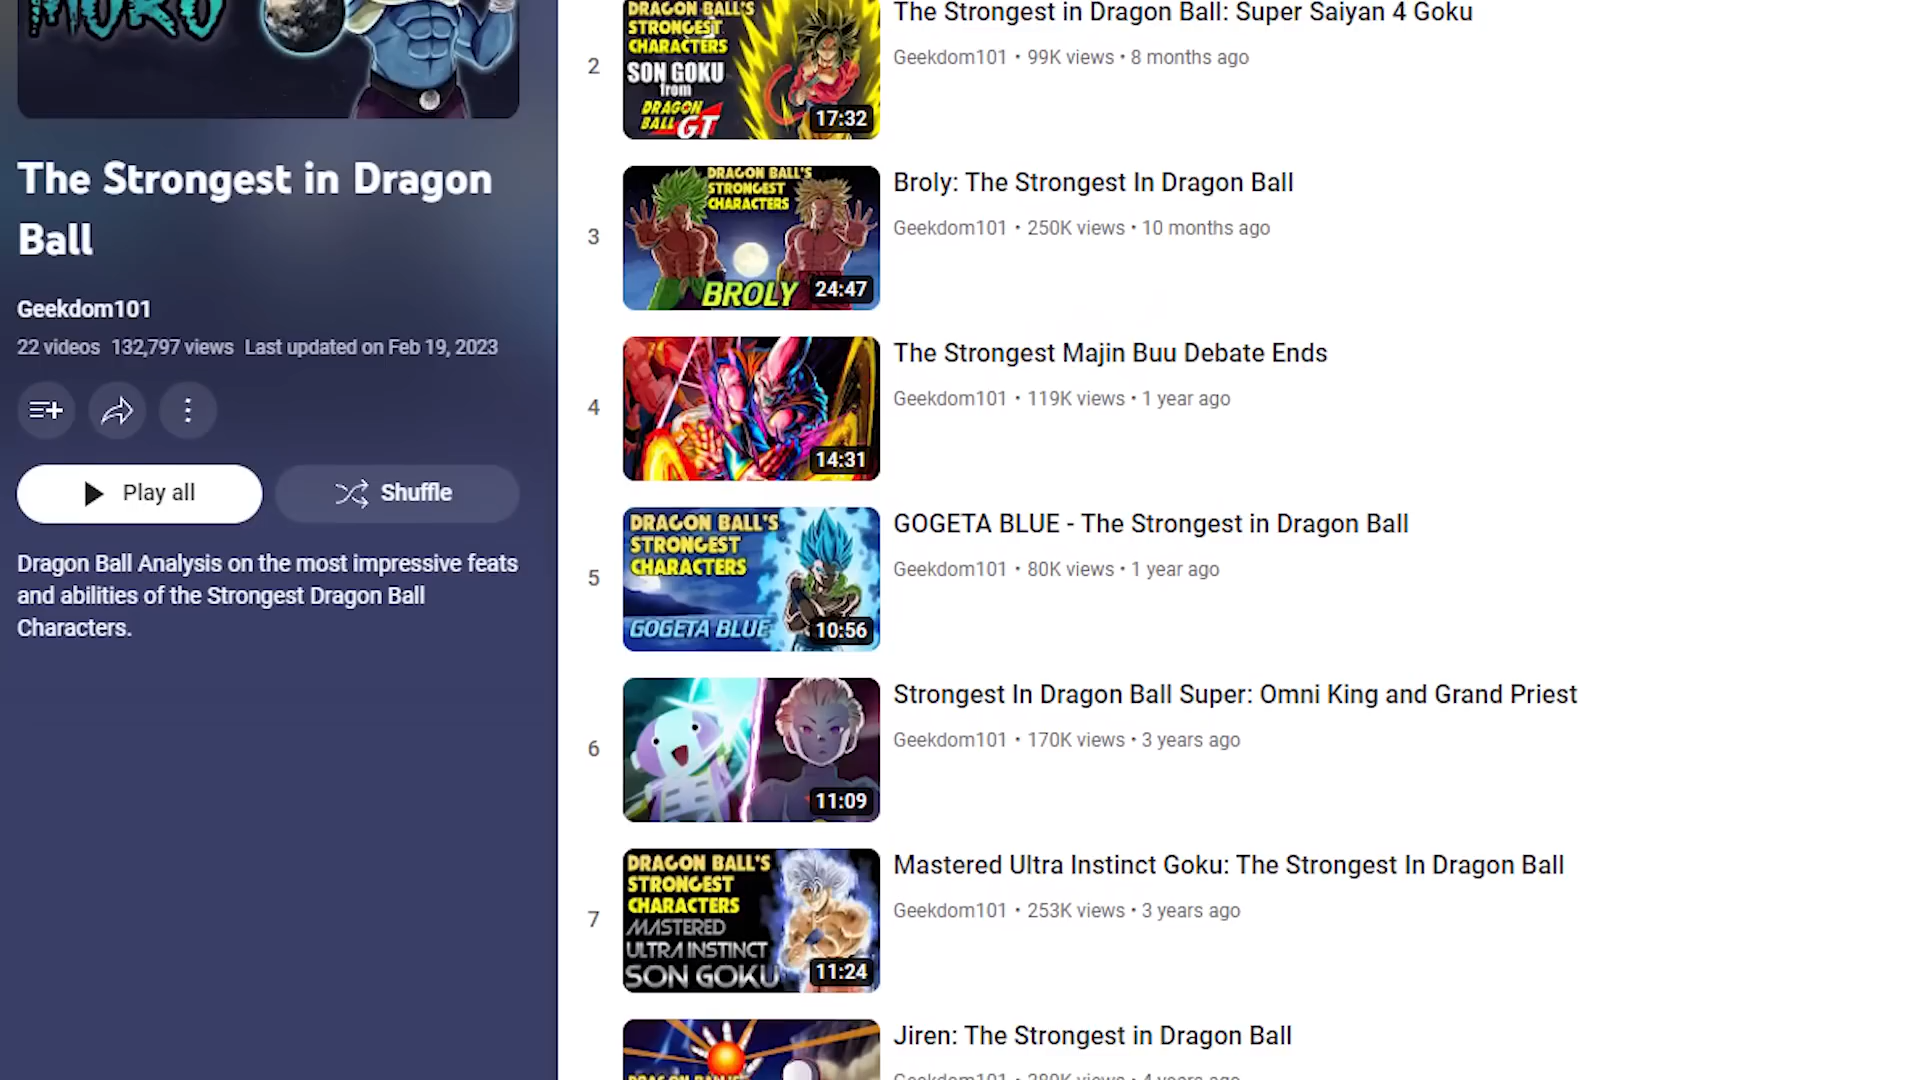 MORO
The Strongest in Dragon
Ball
Geekdom101
22 videos 132,797 views Last updated on Feb 19, 2023
Play all
Shuffle
Dragon Ball Analysis on the most impressive feats
and abilities of the Strongest Dragon Ball
Characters.
2
DRAGON BALL'S
STRONGEST
CHARACTERS
SON GOKU
from
DRAGON
BALL GT
17:32
The Strongest in Dragon Ball: Super Saiyan 4 Goku
Geekdom101 • 99K views • 8 months ago
3
DRAGON BALL'S
STRONGEST
CHARACTERS
BROLY
24:47
Broly: The Strongest In Dragon Ball
Geekdom101 • 250K views • 10 months ago
4
14:31
The Strongest Majin Buu Debate Ends
Geekdom101 • 119K views • 1 year ago
5
DRAGON BALL'S
STRONGEST
CHARACTERS
GOGETA BLUE
10:56
GOGETA BLUE - The Strongest in Dragon Ball
Geekdom101 • 80K views • 1 year ago
6
11:09
Strongest In Dragon Ball Super: Omni King and Grand Priest
Geekdom101 • 170K views • 3 years ago
7
DRAGON BALL'S
STRONGEST
CHARACTERS
MASTERED
ULTRA INSTINCT
SON GOKU
11:24
Mastered Ultra Instinct Goku: The Strongest In Dragon Ball
Geekdom101 • 253K views • 3 years ago
DRAGON BALL'S
Jiren: The Strongest in Dragon Ball
Geekdom101 • views • 4 years ago